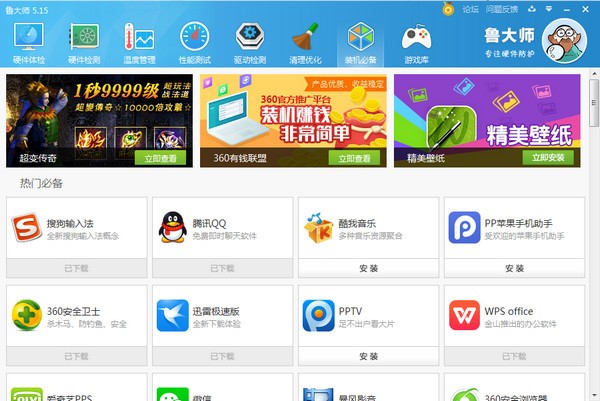 鲁大师 5.15
论坛 问题反馈
硬件体检
硬件检测
温度管理
性能测试
驱动检测
清理优化
装机必备
游戏库
鲁大师
专注硬件防护
1秒9999级
超玩法
战法道
超變傳奇☆10000倍攻略☆
超变传奇
立即查看
产品优质、收益稳定
360官方推广平台
装机赚钱
非常简单
360有钱联盟
立即查看
精美壁纸
精美壁纸
立即安装
热门必备
搜狗输入法
全新搜狗输入法概念
已下载
腾讯QQ
免费即时聊天软件
已下载
酷我音乐
多种音乐资源聚合
安装
PP苹果手机助手
受欢迎的苹果手机助手
安装
360安全卫士
杀木马、防钓鱼、安全
已下载
迅雷极速版
全新下载体验
已下载
PPTV
足不出户看大片
安装
WPS office
金山推出的办公软件
已下载
爱奇艺PPS
微信
暴风影音
360安全浏览器